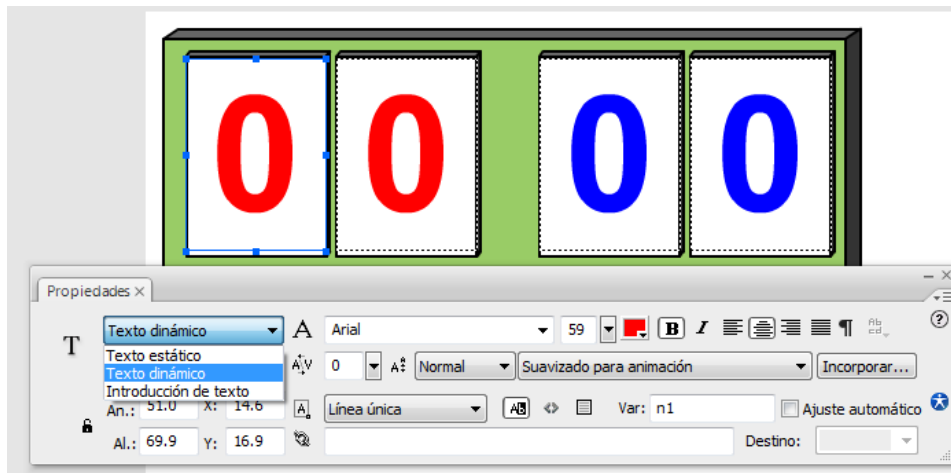 0 0 0 0
Propiedades ×
T Texto dinámico A Arial 59 B I ¶
Texto estático
Texto dinámico
Introducción de texto
A V 0 A Normal Suavizado para animación Incorporar...
An.: 51.0 X: 14.6 A Línea única AB <> Var: n1 Ajuste automático
Al.: 69.9 Y: 16.9 Destino: